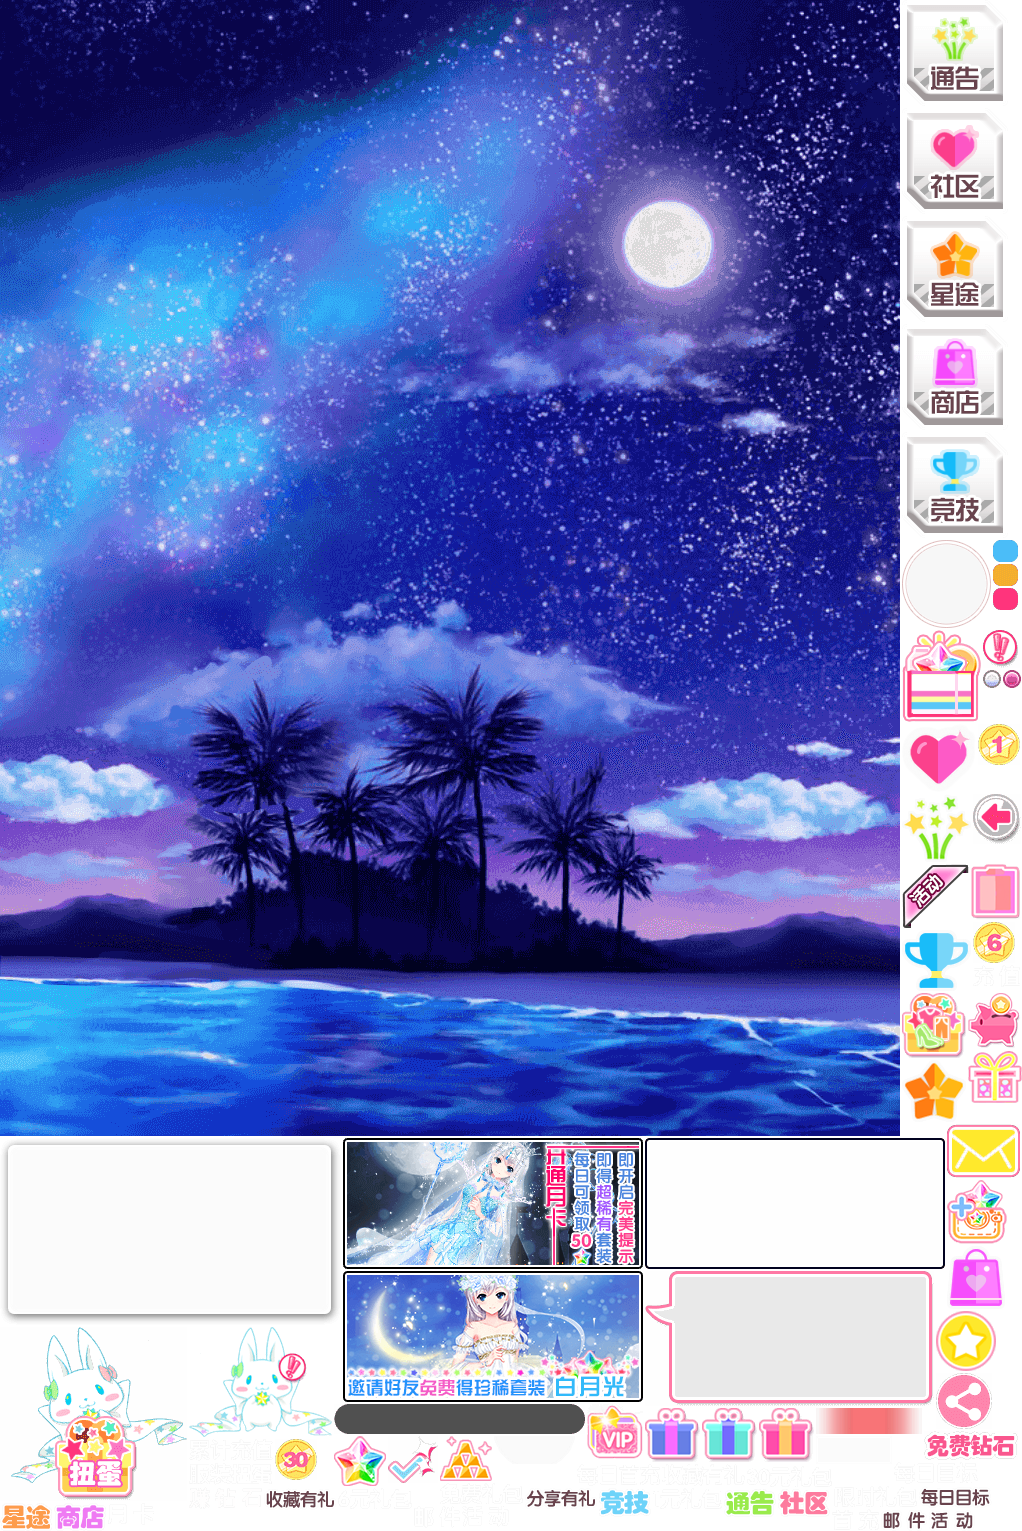 通告
社区
星途
商店
竞技
1
活动
6
开通月卡
每日可领取50
即得超稀有套装
即开启完美提示
邀请好友免费得珍稀套装 白月光
VIP
免费钻石
扭蛋
30
收藏有礼
分享有礼
竞技
通告 社区
每日目标
星途 商店
邮件活动